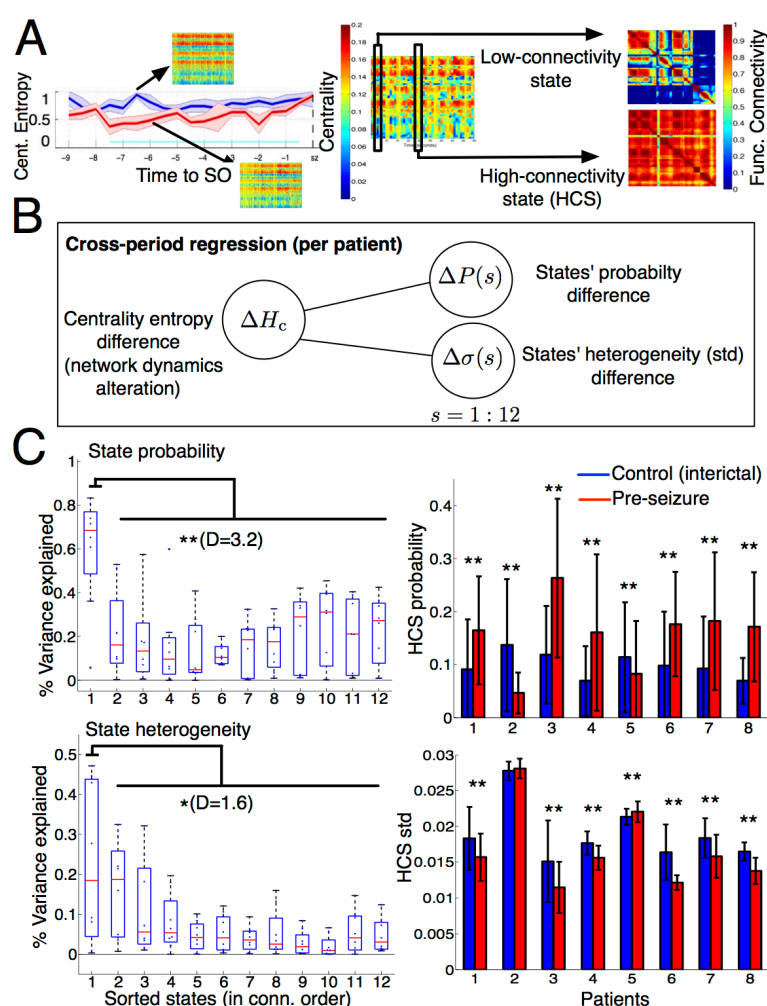 A
Cent. Entropy
1
0.5
0
-9 -8 -7 -6 -5 -4 -3 -2 -1 sz
Time to SO
0.2
0.18
0.16
0.14
0.12
0.1
0.08
0.06
0.04
0.02
0
Centrality
Low-connectivity
state
High-connectivity
state (HCS)
1
0.9
0.8
0.7
0.6
0.5
0.4
0.3
0.2
0.1
0
Func. Connectivity
B
Cross-period regression (per patient)
Centrality entropy
difference
(network dynamics
alteration)
ΔH_c
ΔP(s)
States' probabilty
difference
Δσ(s)
States' heterogeneity (std)
difference
s = 1 : 12
C
State probability
% Variance explained
1
0.8
0.6
0.4
0.2
0
**(D=3.2)
1 2 3 4 5 6 7 8 9 10 11 12
Control (interictal)
Pre-seizure
HCS probability
0.4
0.3
0.2
0.1
0
** ** ** ** ** ** ** **
1 2 3 4 5 6 7 8
State heterogeneity
% Variance explained
0.5
0.4
0.3
0.2
0.1
0
*(D=1.6)
1 2 3 4 5 6 7 8 9 10 11 12
Sorted states (in conn. order)
HCS std
0.03
0.025
0.02
0.015
0.01
0.005
0
** ** ** ** ** ** **
1 2 3 4 5 6 7 8
Patients